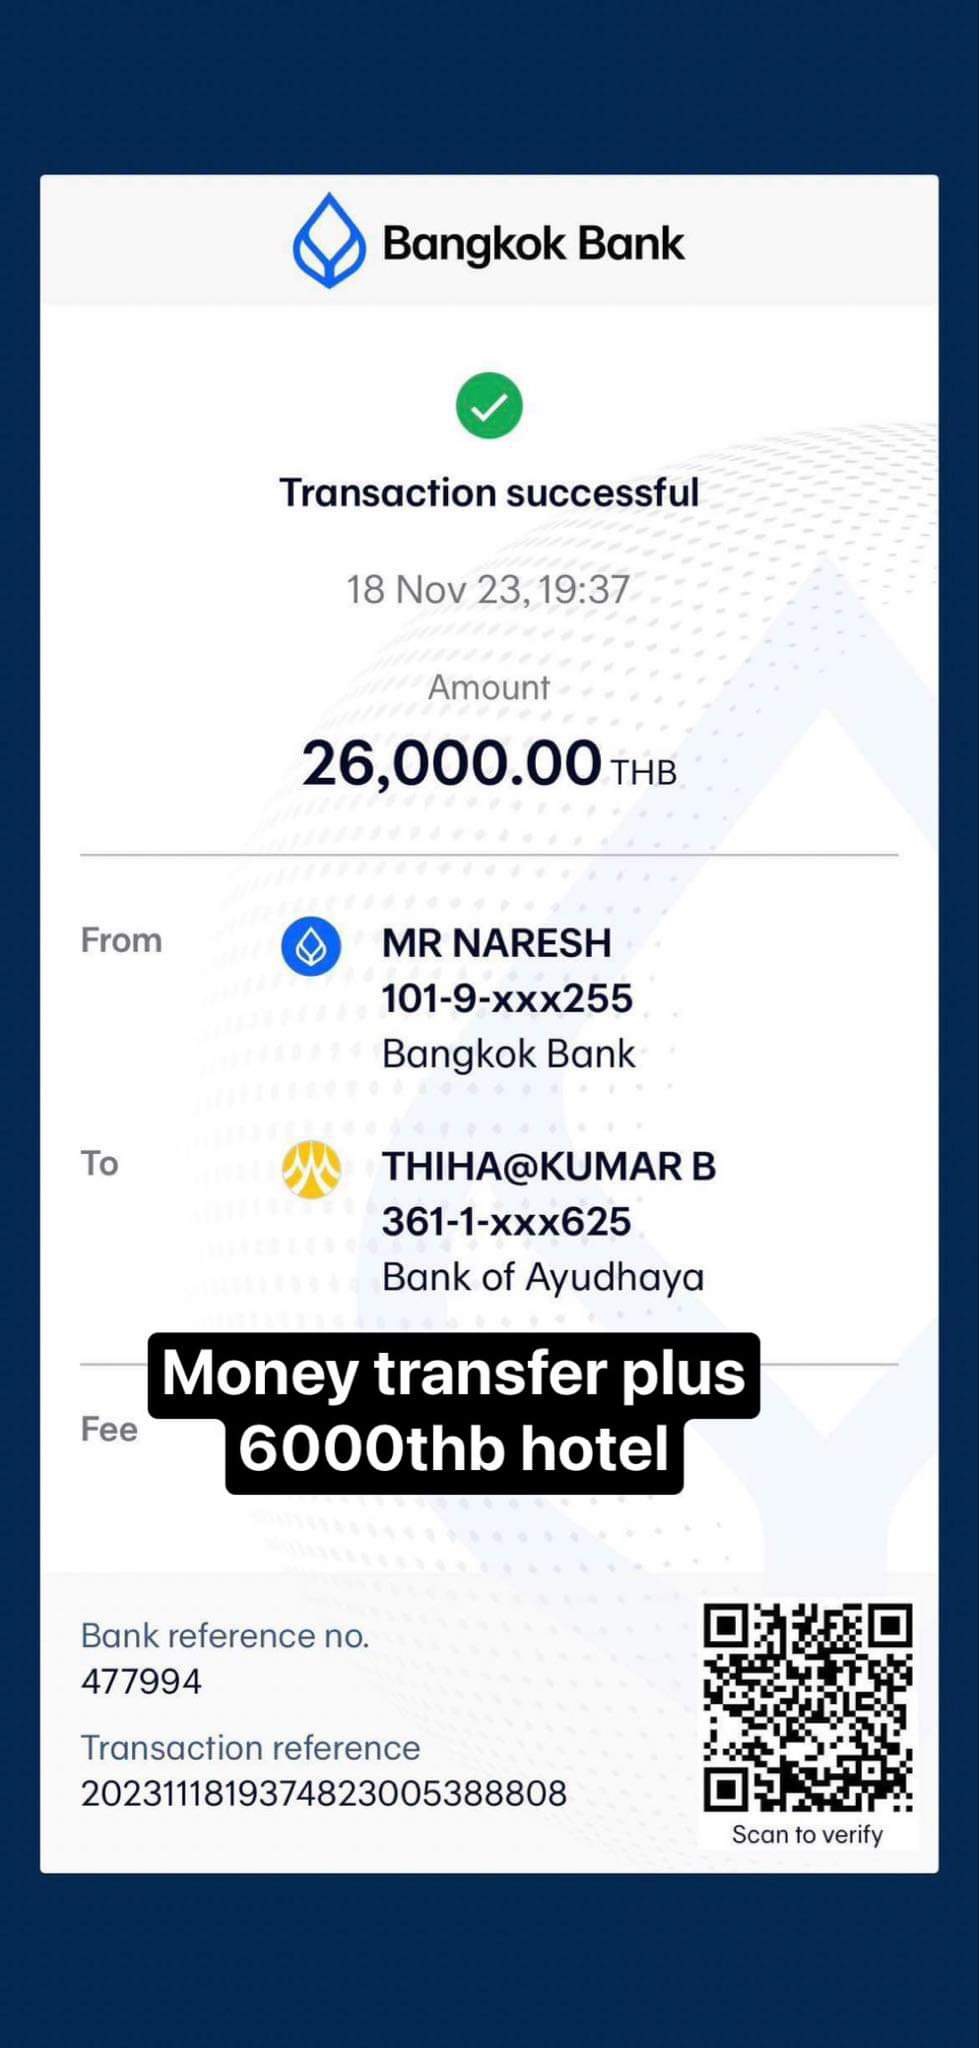 Bangkok Bank
Transaction successful
18 Nov 23, 19:37
Amount
26,000.00 THB
From
MR NARESH
101-9-xxx255
Bangkok Bank
To
THIHA@KUMAR B
361-1-xxx625
Bank of Ayudhaya
Money transfer plus
6000thb hotel
Fee
Bank reference no.
477994
Transaction reference
2023111819374823005388808
Scan to verify